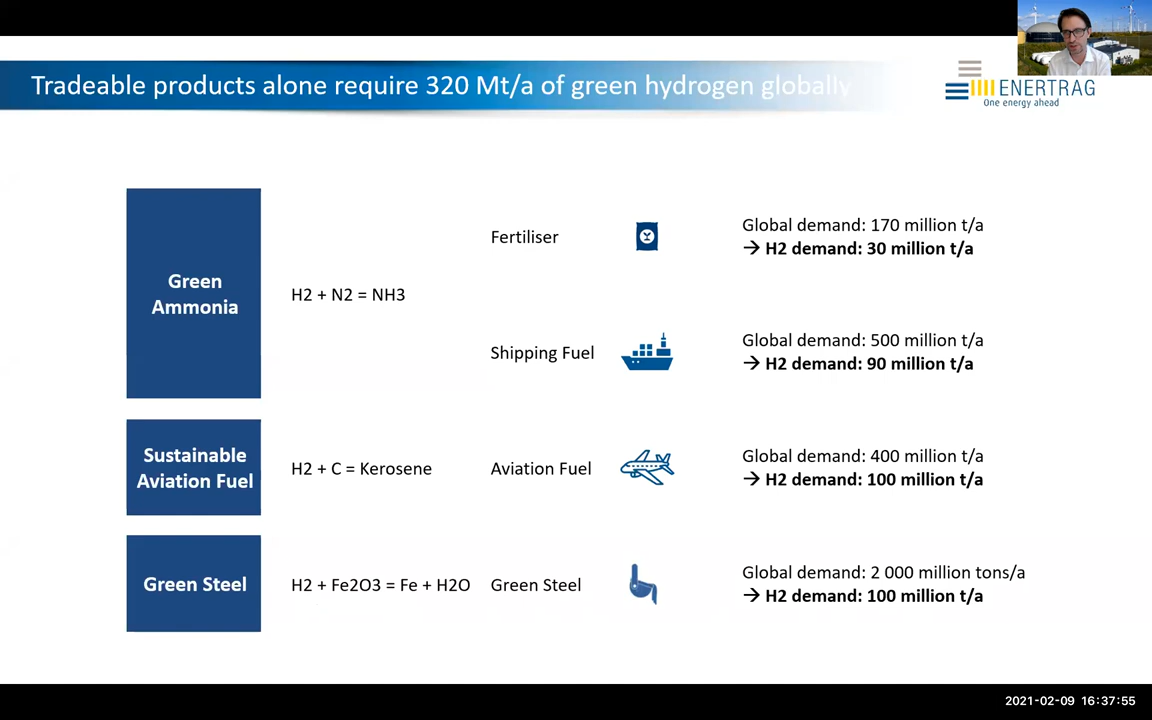 Tradeable products alone require 320 Mt/a of green hydrogen globally
ENERTRAG
One energy ahead
Green
Ammonia
H2 + N2 = NH3
Fertiliser
Global demand: 170 million t/a
→ H2 demand: 30 million t/a
Shipping Fuel
Global demand: 500 million t/a
→ H2 demand: 90 million t/a
Sustainable
Aviation Fuel
H2 + C = Kerosene
Aviation Fuel
Global demand: 400 million t/a
→ H2 demand: 100 million t/a
Green Steel
H2 + Fe2O3 = Fe + H2O
Green Steel
Global demand: 2 000 million tons/a
→ H2 demand: 100 million t/a
2021-02-09 16:37:55